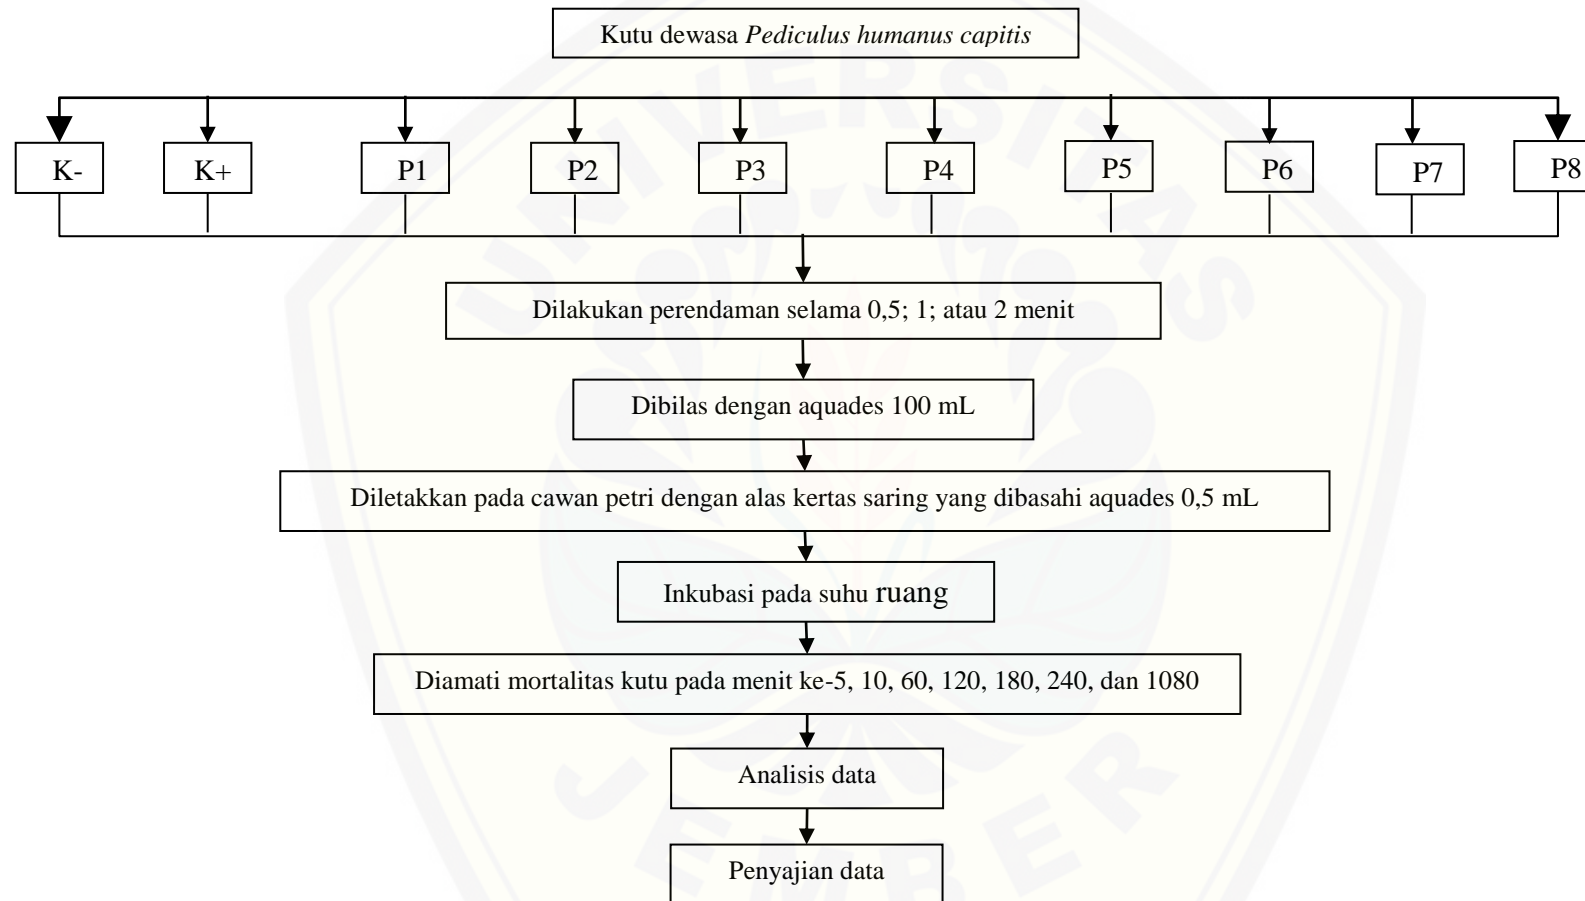 Kutu dewasa Pediculus humanus capitis
K- K+ P1 P2 P3 P4 P5 P6 P7 P8
Dilakukan perendaman selama 0,5; 1; atau 2 menit
Dibilas dengan aquades 100 mL
Diletakkan pada cawan petri dengan alas kertas saring yang dibasahi aquades 0,5 mL
Inkubasi pada suhu ruang
Diamati mortalitas kutu pada menit ke-5, 10, 60, 120, 180, 240, dan 1080
Analisis data
Penyajian data
UNIVERSITAS
JEMBER